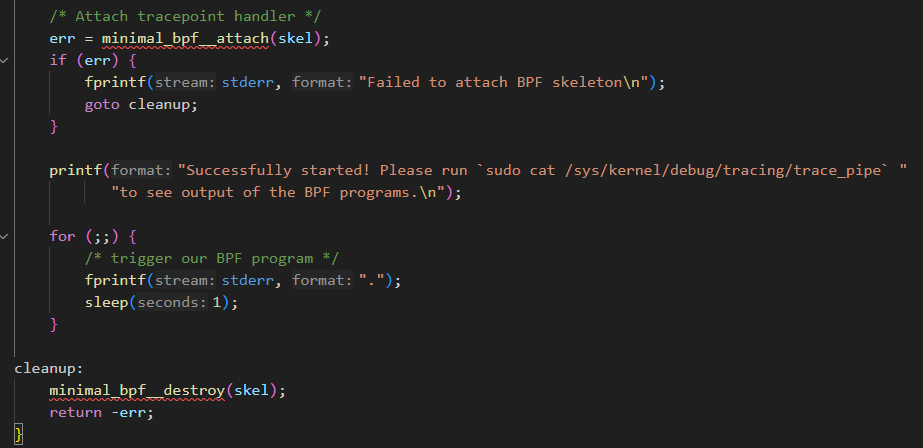 /* Attach tracepoint handler */
err = minimal_bpf__attach(skel);
if (err) {
fprintf(stream: stderr, format: "Failed to attach BPF skeleton\n");
goto cleanup;
}
printf(format: "Successfully started! Please run `sudo cat /sys/kernel/debug/tracing/trace_pipe` "
"to see output of the BPF programs.\n");
for (;;) {
/* trigger our BPF program */
fprintf(stream: stderr, format: ".");
sleep(seconds: 1);
}
cleanup:
minimal_bpf__destroy(skel);
return -err;
}